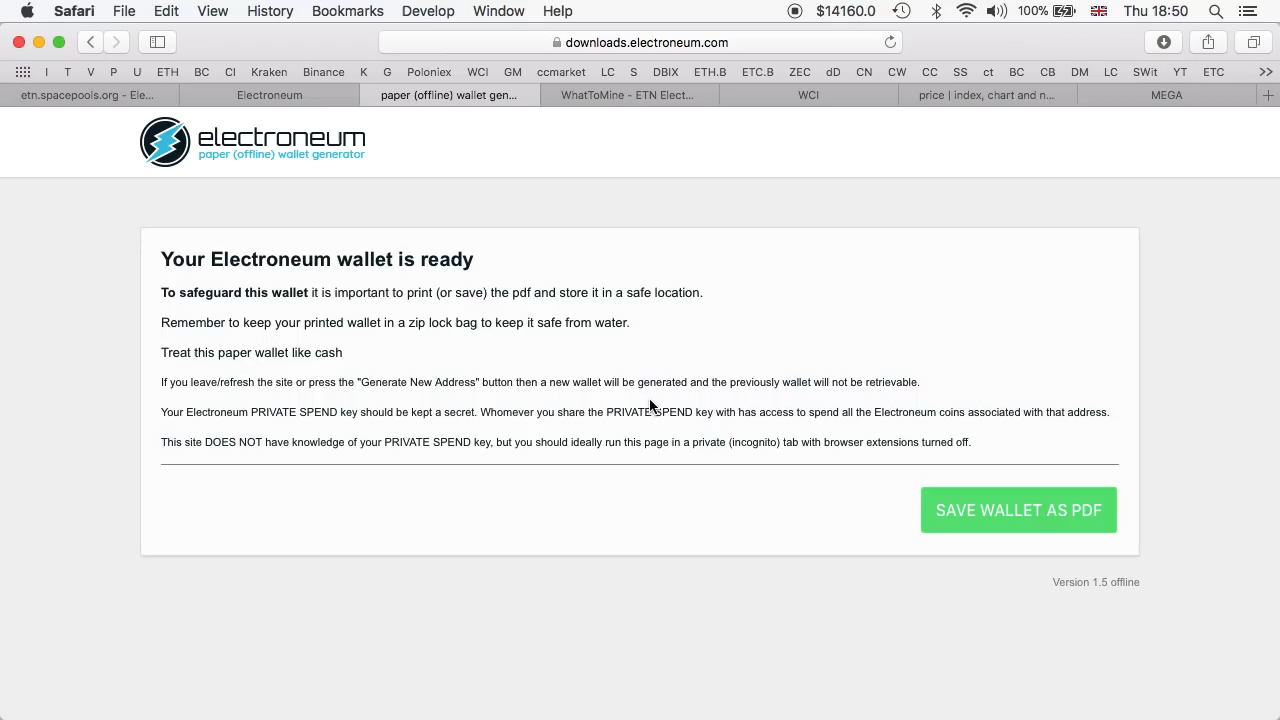 Safari File Edit View History Bookmarks Develop Window Help $14160.0 100% Thu 18:50
downloads.electroneum.com
I T V P U ETH BC CI Kraken Binance K G Poloniex WCI GM ccmarket LC S DBIX ETH.B ETC.B ZEC dD CN CW CC SS ct BC CB DM LC SWit YT ETC >>
etn.spacepools.org - Ele... Electroneum paper (offline) wallet gen... WhatToMine - ETN Elect... WCI price | index, chart and n... MEGA +
electroneum
paper (offline) wallet generator
Your Electroneum wallet is ready
To safeguard this wallet it is important to print (or save) the pdf and store it in a safe location.
Remember to keep your printed wallet in a zip lock bag to keep it safe from water.
Treat this paper wallet like cash
If you leave/refresh the site or press the "Generate New Address" button then a new wallet will be generated and the previously wallet will not be retrievable.
Your Electroneum PRIVATE SPEND key should be kept a secret. Whomever you share the PRIVATE SPEND key with has access to spend all the Electroneum coins associated with that address.
This site DOES NOT have knowledge of your PRIVATE SPEND key, but you should ideally run this page in a private (incognito) tab with browser extensions turned off.
SAVE WALLET AS PDF
Version 1.5 offline